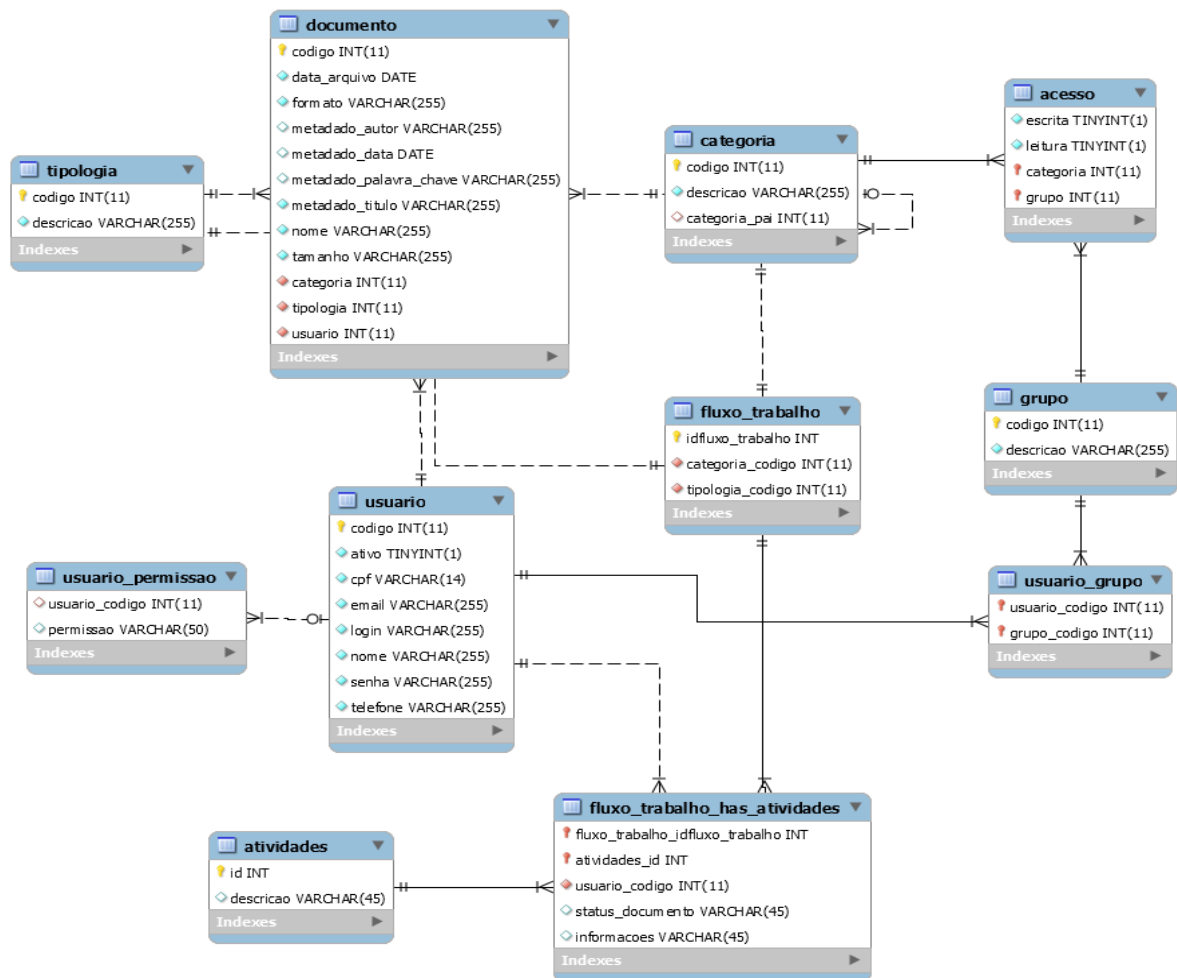 documento
codigo INT(11)
data_arquivo DATE
formato VARCHAR(255)
metadado_autor VARCHAR(255)
metadado_data DATE
metadado_palavra_chave VARCHAR(255)
metadado_titulo VARCHAR(255)
nome VARCHAR(255)
tamanho VARCHAR(255)
categoria INT(11)
tipologia INT(11)
usuario INT(11)
Indexes
tipologia
codigo INT(11)
descricao VARCHAR(255)
Indexes
categoria
codigo INT(11)
descricao VARCHAR(255)
categoria_pai INT(11)
Indexes
acesso
escrita TINYINT(1)
leitura TINYINT(1)
categoria INT(11)
grupo INT(11)
Indexes
fluxo_trabalho
idfluxo_trabalho INT
categoria_codigo INT(11)
tipologia_codigo INT(11)
Indexes
grupo
codigo INT(11)
descricao VARCHAR(255)
Indexes
usuario
codigo INT(11)
ativo TINYINT(1)
cpf VARCHAR(14)
email VARCHAR(255)
login VARCHAR(255)
nome VARCHAR(255)
senha VARCHAR(255)
telefone VARCHAR(255)
Indexes
usuario_permissao
usuario_codigo INT(11)
permissao VARCHAR(50)
Indexes
usuario_grupo
usuario_codigo INT(11)
grupo_codigo INT(11)
Indexes
fluxo_trabalho_has_atividades
fluxo_trabalho_idfluxo_trabalho INT
atividades_id INT
usuario_codigo INT(11)
status_documento VARCHAR(45)
informacoes VARCHAR(45)
Indexes
atividades
id INT
descricao VARCHAR(45)
Indexes